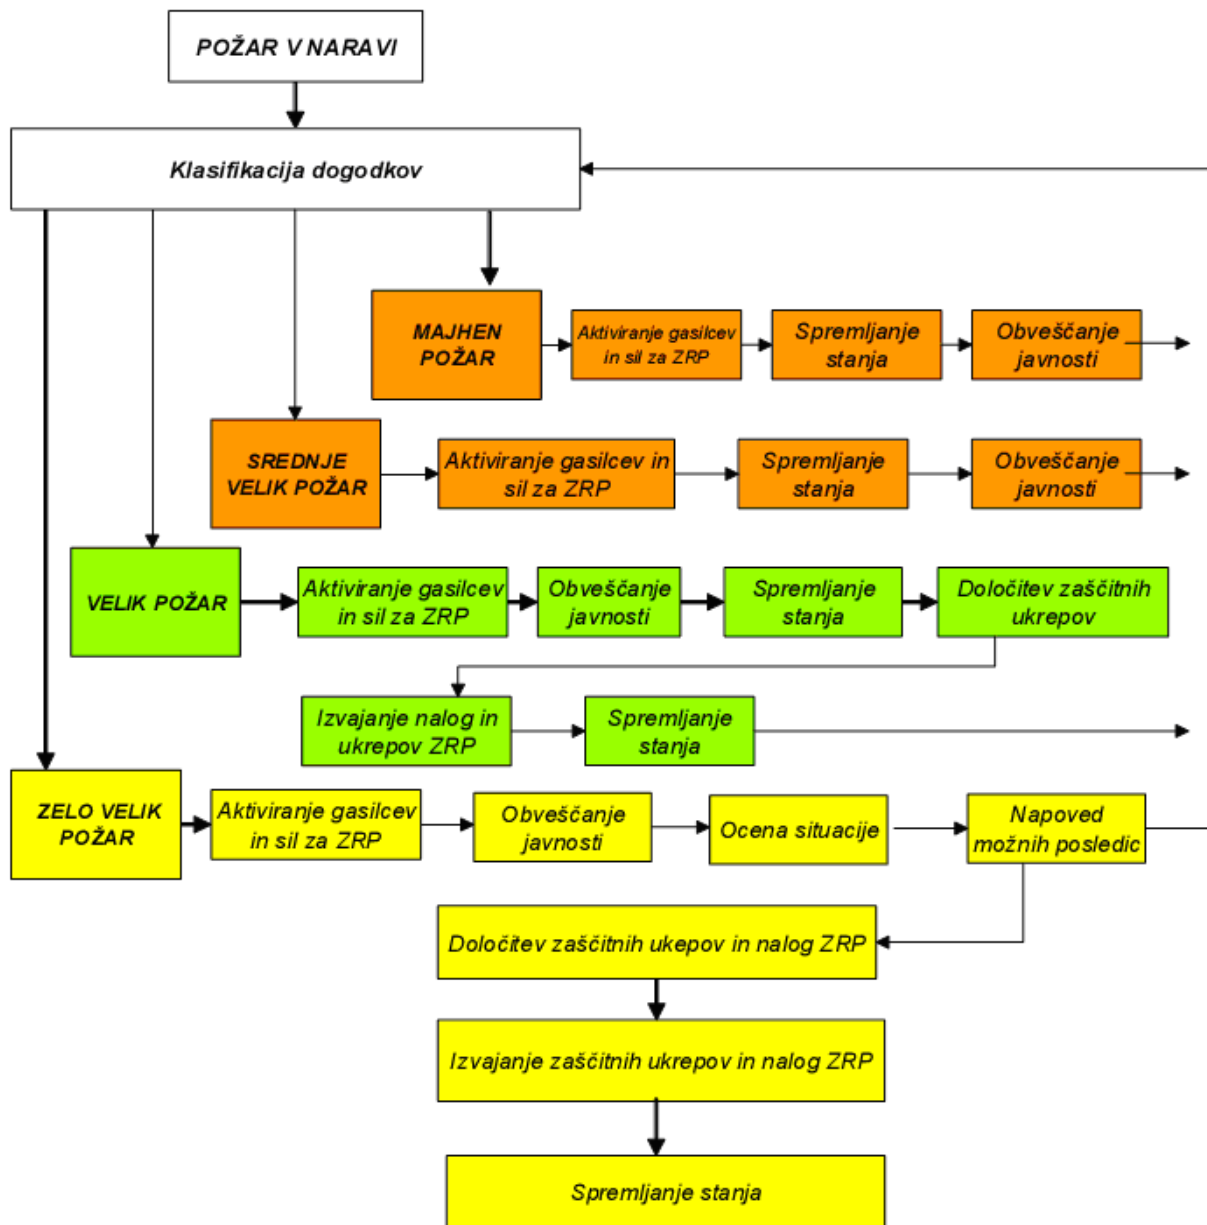 POŽAR V NARAVI
Klasifikacija dogodkov
MAJHEN
POŽAR
Aktiviranje gasilcev
in sil za ZRP
Spremljanje
stanja
Obveščanje
javnosti
SREDNJE
VELIK POŽAR
Aktiviranje gasilcev in
sil za ZRP
Spremljanje
stanja
Obveščanje
javnosti
VELIK POŽAR
Aktiviranje gasilcev
in sil za ZRP
Obveščanje
javnosti
Spremljanje
stanja
Določitev zaščitnih
ukrepov
Izvajanje nalog in
ukrepov ZRP
Spremljanje
stanja
ZELO VELIK
POŽAR
Aktiviranje gasilcev
in sil za ZRP
Obveščanje
javnosti
Ocena situacije
Napoved
možnih posledic
Določitev zaščitnih ukepov in nalog ZRP
Izvajanje zaščitnih ukrepov in nalog ZRP
Spremljanje stanja